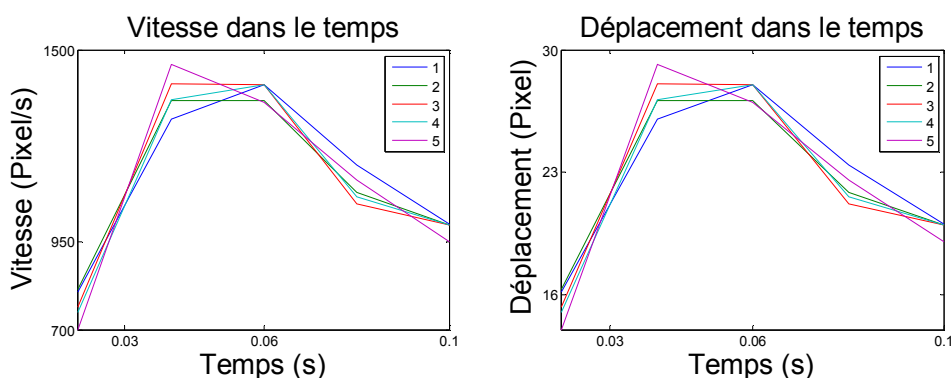 Vitesse dans le temps
1500
950
700
Vitesse (Pixel/s)
0.03 0.06 0.1
Temps (s)
1
2
3
4
5
Déplacement dans le temps
30
23
16
Déplacement (Pixel)
0.03 0.06 0.1
Temps (s)
1
2
3
4
5